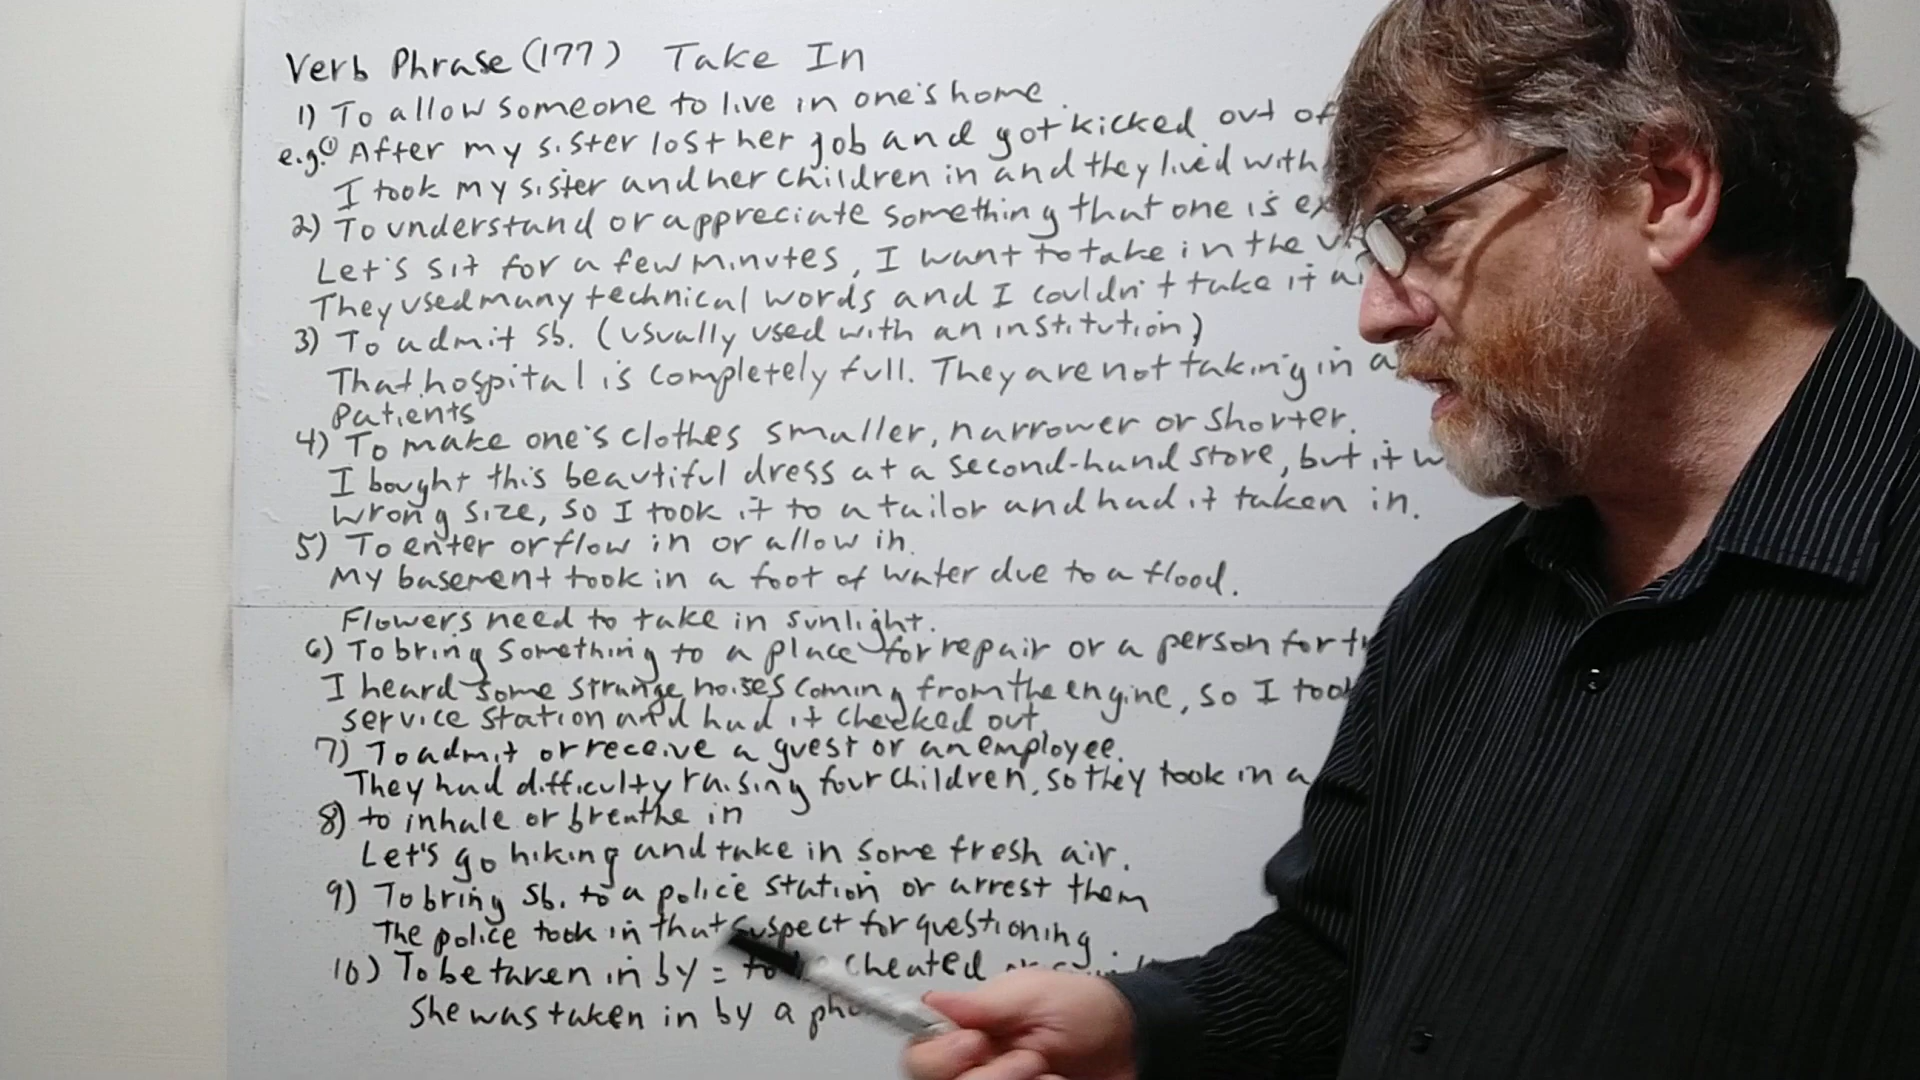 Verb Phrase (177) Take In
1) To allow someone to live in one's home
e.g.① After my sister lost her job and got kicked out of
I took my sister and her children in and they lived with
2) To understand or appreciate something that one is
Let's sit for a few minutes, I want to take in the
They used many technical words and I couldn't take it
3) To admit sb. (usually used with an institution)
That hospital is completely full. They are not taking in
patients
4) To make one's clothes smaller, narrower or shorter.
I bought this beautiful dress at a second-hand store, but it
wrong size, so I took it to a tailor and had it taken in.
5) To enter or flow in or allow in.
My basement took in a foot of water due to a flood.
Flowers need to take in sunlight.
6) To bring something to a place for repair or a person for
I heard some strange noises coming from the engine, so I
service station and had it checked out
7) To admit or receive a guest or an employee.
They had difficulty raising four children, so they took in a
8) to inhale or breathe in
Let's go hiking and take in some fresh air.
9) To bring sb. to a police station or arrest them
The police took in that suspect for questioning.
10) To be taken in by = to be cheated
She was taken in by a